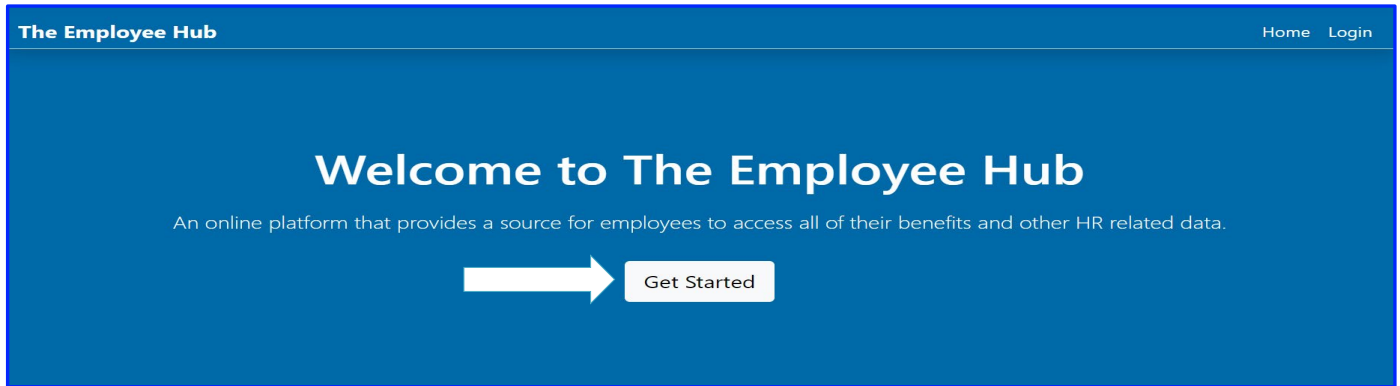 The Employee Hub
Home Login
Welcome to The Employee Hub
An online platform that provides a source for employees to access all of their benefits and other HR related data.
Get Started